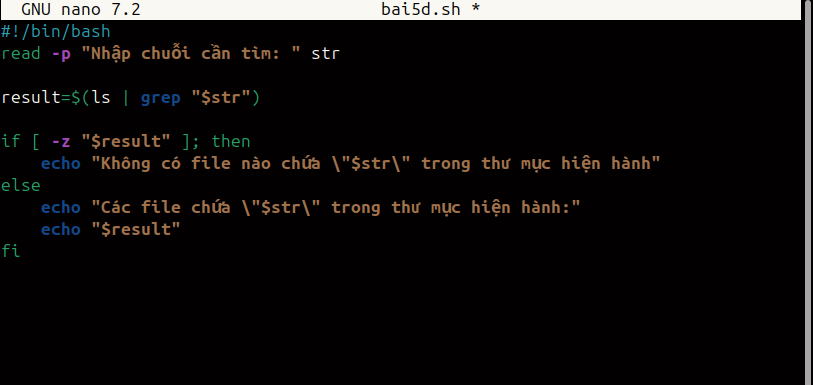 GNU nano 7.2 bai5d.sh *
#!/bin/bash
read -p "Nhập chuỗi cần tìm: " str
result=$(ls | grep "$str")
if [ -z "$result" ]; then
    echo "Không có file nào chứa \"$str\" trong thư mục hiện hành"
else
    echo "Các file chứa \"$str\" trong thư mục hiện hành:"
    echo "$result"
fi